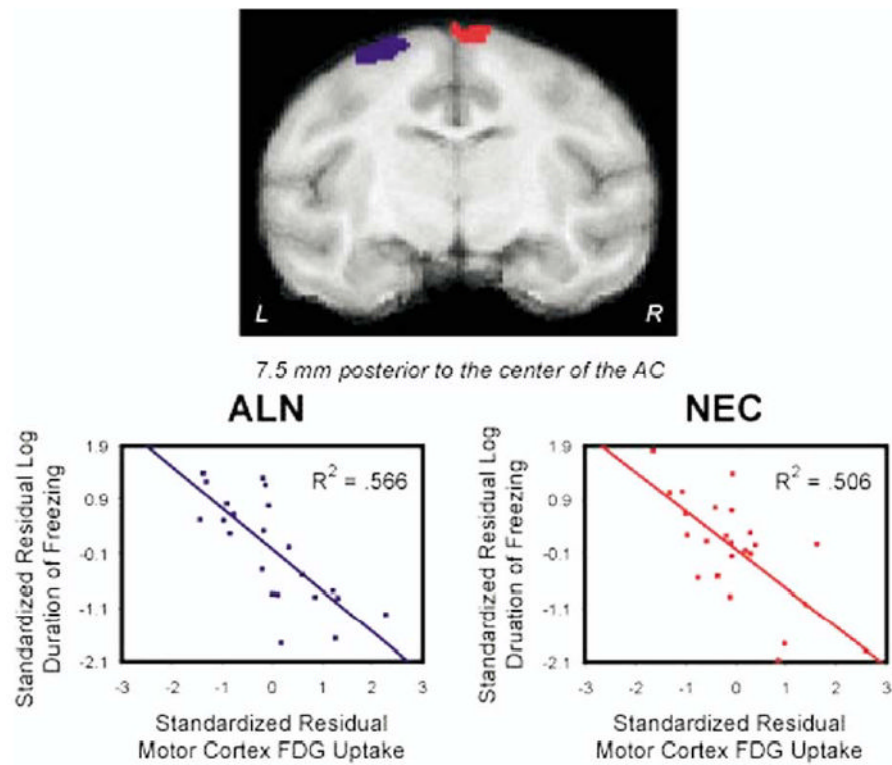 L
R
7.5 mm posterior to the center of the AC
ALN
NEC
Standardized Residual Log
Duration of Freezing
1.9
0.9
-0.1
-1.1
-2.1
R² = .566
-3
-2
-1
0
1
2
3
Standardized Residual
Motor Cortex FDG Uptake
Standardized Residual Log
Druation of Freezing
1.9
0.9
-0.1
-1.1
-2.1
R² = .506
-3
-2
-1
0
1
2
3
Standardized Residual
Motor Cortex FDG Uptake